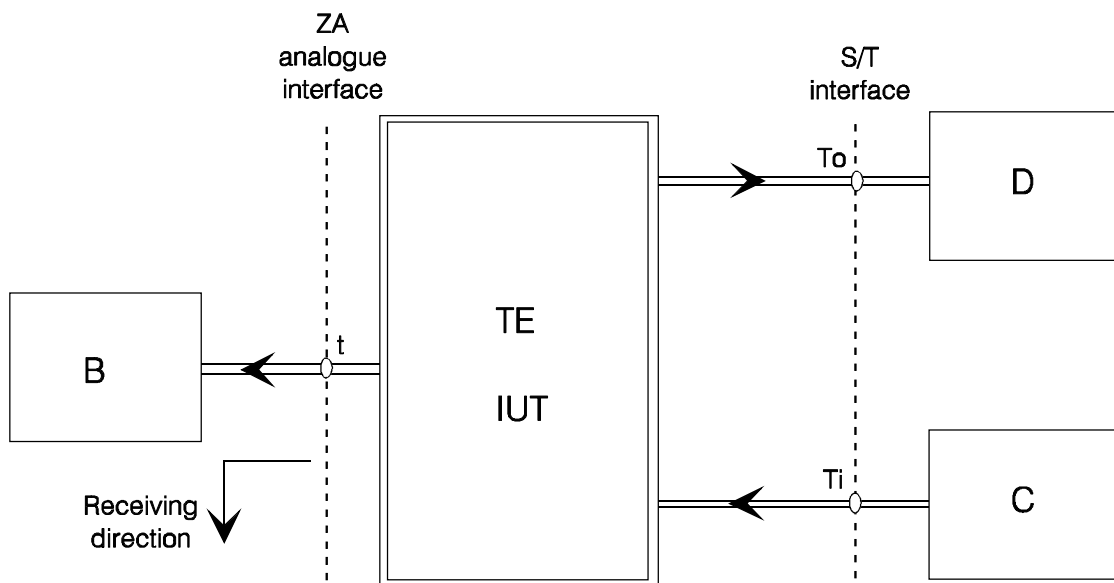 ZA
analogue
interface
S/T
interface
To
D
TE
IUT
t
B
Receiving
direction
Ti
C